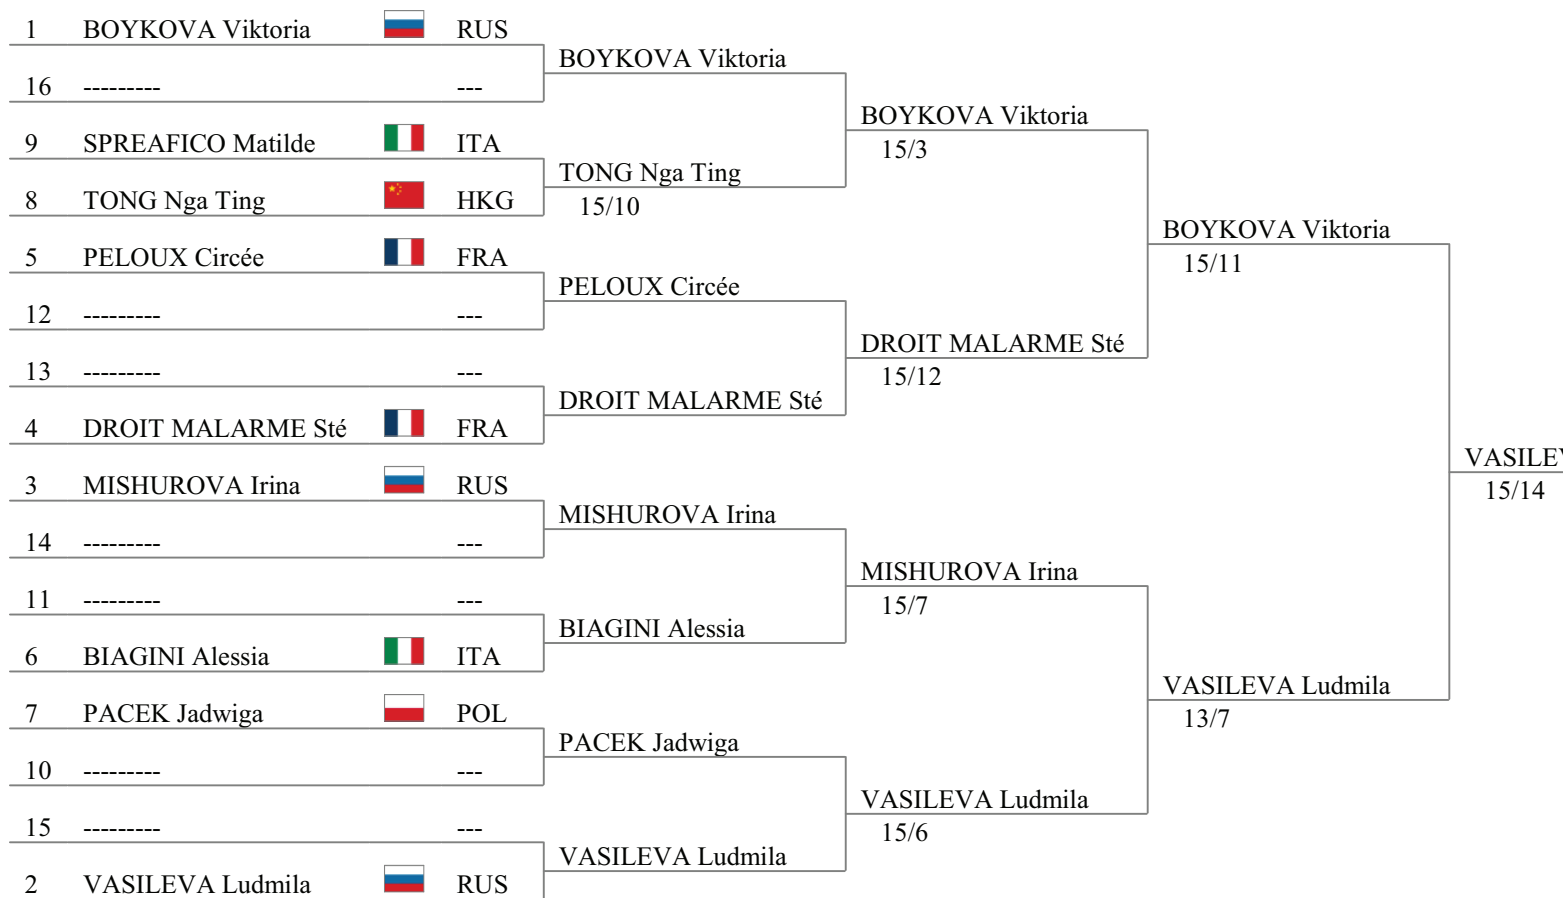 1 BOYKOVA Viktoria RUS
BOYKOVA Viktoria
16 --------- ---
BOYKOVA Viktoria
15/3
9 SPREAFICO Matilde ITA
TONG Nga Ting
15/10
8 TONG Nga Ting HKG
BOYKOVA Viktoria
15/11
5 PELOUX Circée FRA
PELOUX Circée
12 --------- ---
DROIT MALARME Sté
15/12
13 --------- ---
DROIT MALARME Sté
4 DROIT MALARME Sté FRA
15/14
3 MISHUROVA Irina RUS
MISHUROVA Irina
14 --------- ---
MISHUROVA Irina
15/7
11 --------- ---
BIAGINI Alessia
6 BIAGINI Alessia ITA
VASILEVA Ludmila
13/7
7 PACEK Jadwiga POL
PACEK Jadwiga
10 --------- ---
VASILEVA Ludmila
15/6
15 --------- ---
VASILEVA Ludmila
2 VASILEVA Ludmila RUS